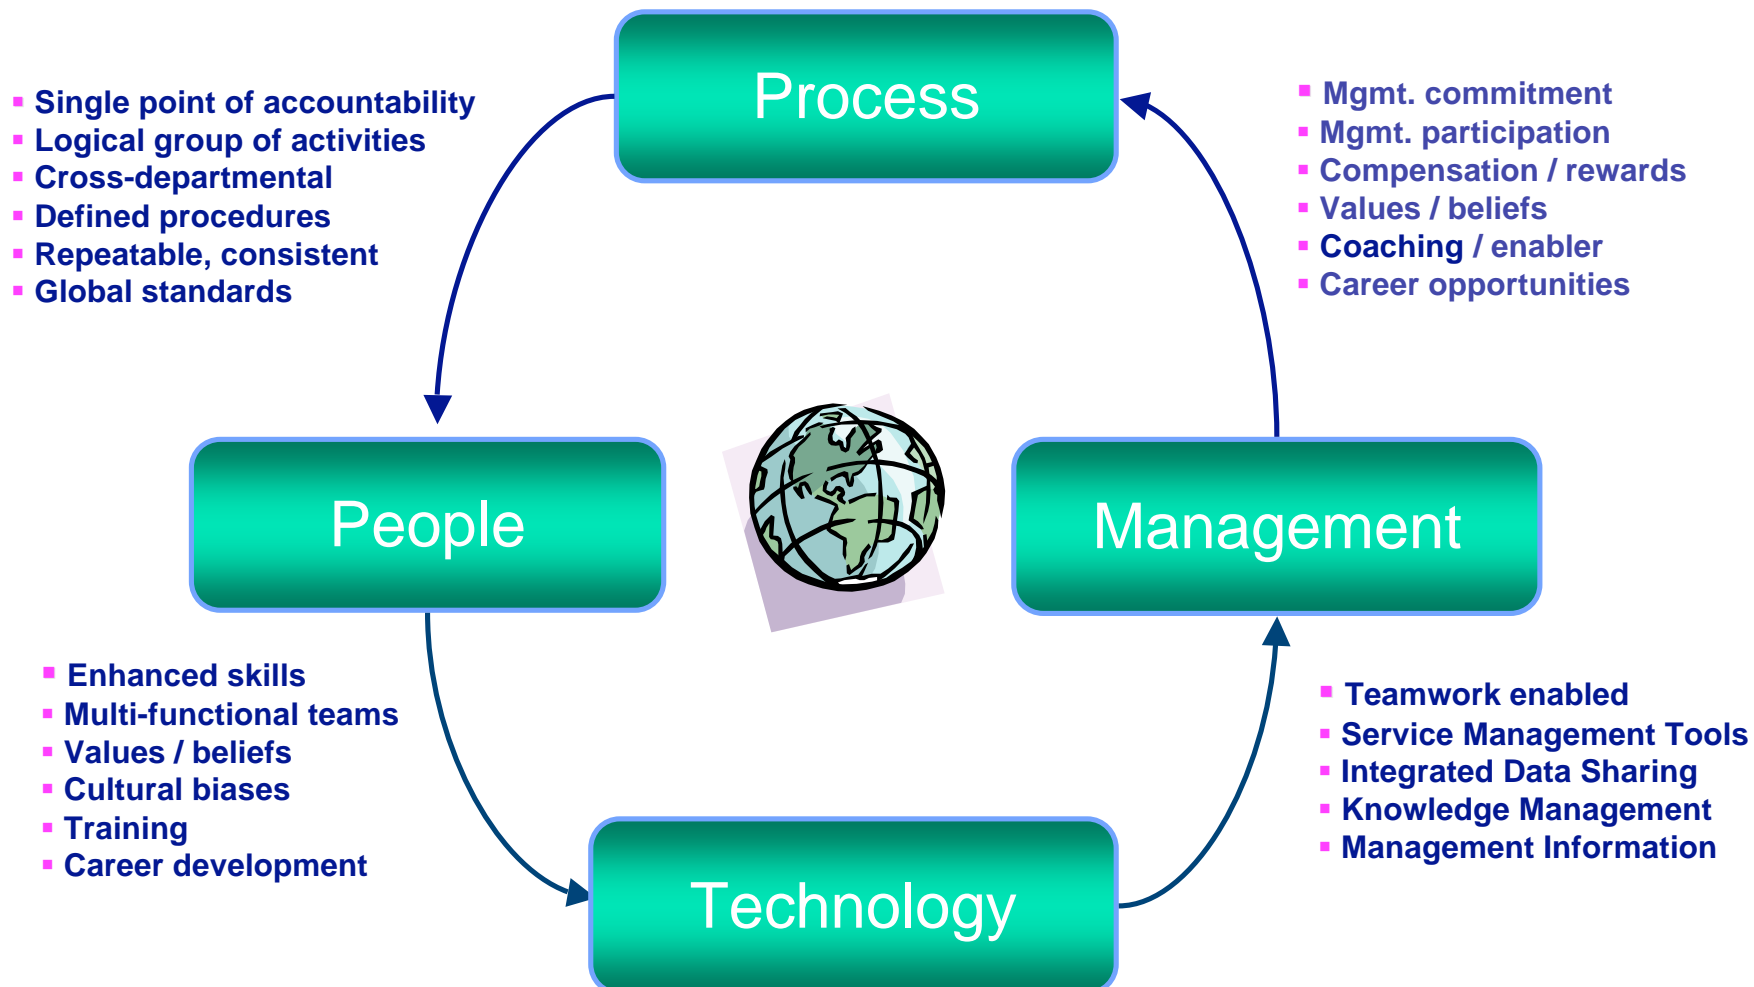 Process
▪ Single point of accountability
▪ Logical group of activities
▪ Cross-departmental
▪ Defined procedures
▪ Repeatable, consistent
▪ Global standards
▪ Mgmt. commitment
▪ Mgmt. participation
▪ Compensation / rewards
▪ Values / beliefs
▪ Coaching / enabler
▪ Career opportunities
People
Management
▪ Enhanced skills
▪ Multi-functional teams
▪ Values / beliefs
▪ Cultural biases
▪ Training
▪ Career development
▪ Teamwork enabled
▪ Service Management Tools
▪ Integrated Data Sharing
▪ Knowledge Management
▪ Management Information
Technology